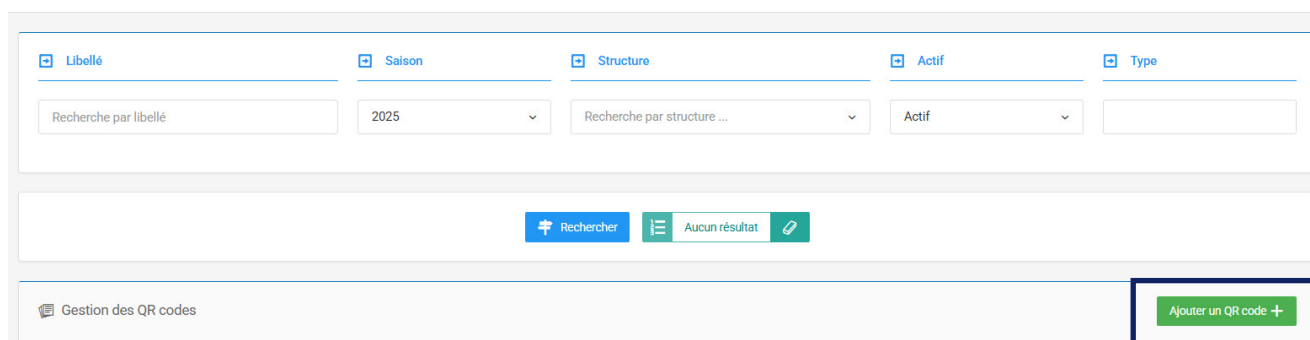 Libellé Saison Structure Actif Type
Recherche par libellé 2025 Recherche par structure ... Actif
Rechercher Aucun résultat
Gestion des QR codes Ajouter un QR code +